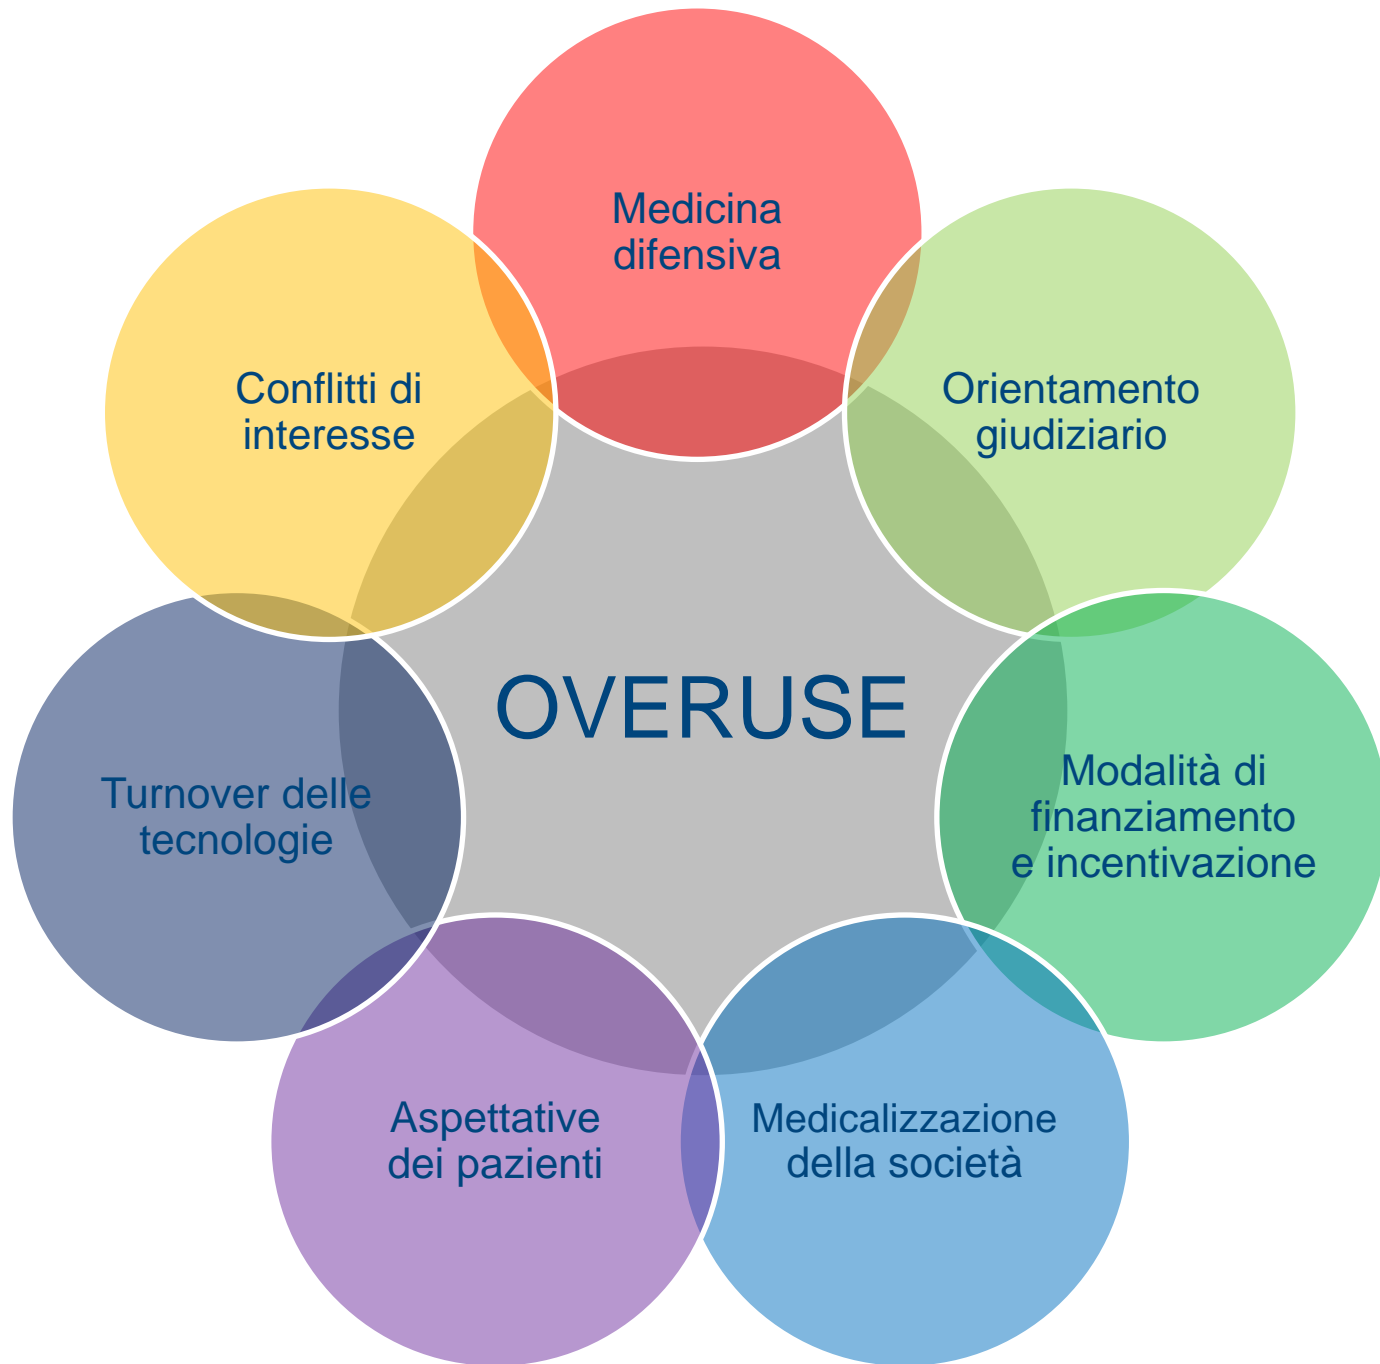 Medicina
difensiva
Conflitti di
interesse
Orientamento
giudiziario
OVERUSE
Turnover delle
tecnologie
Modalità di
finanziamento
e incentivazione
Aspettative
dei pazienti
Medicalizzazione
della società